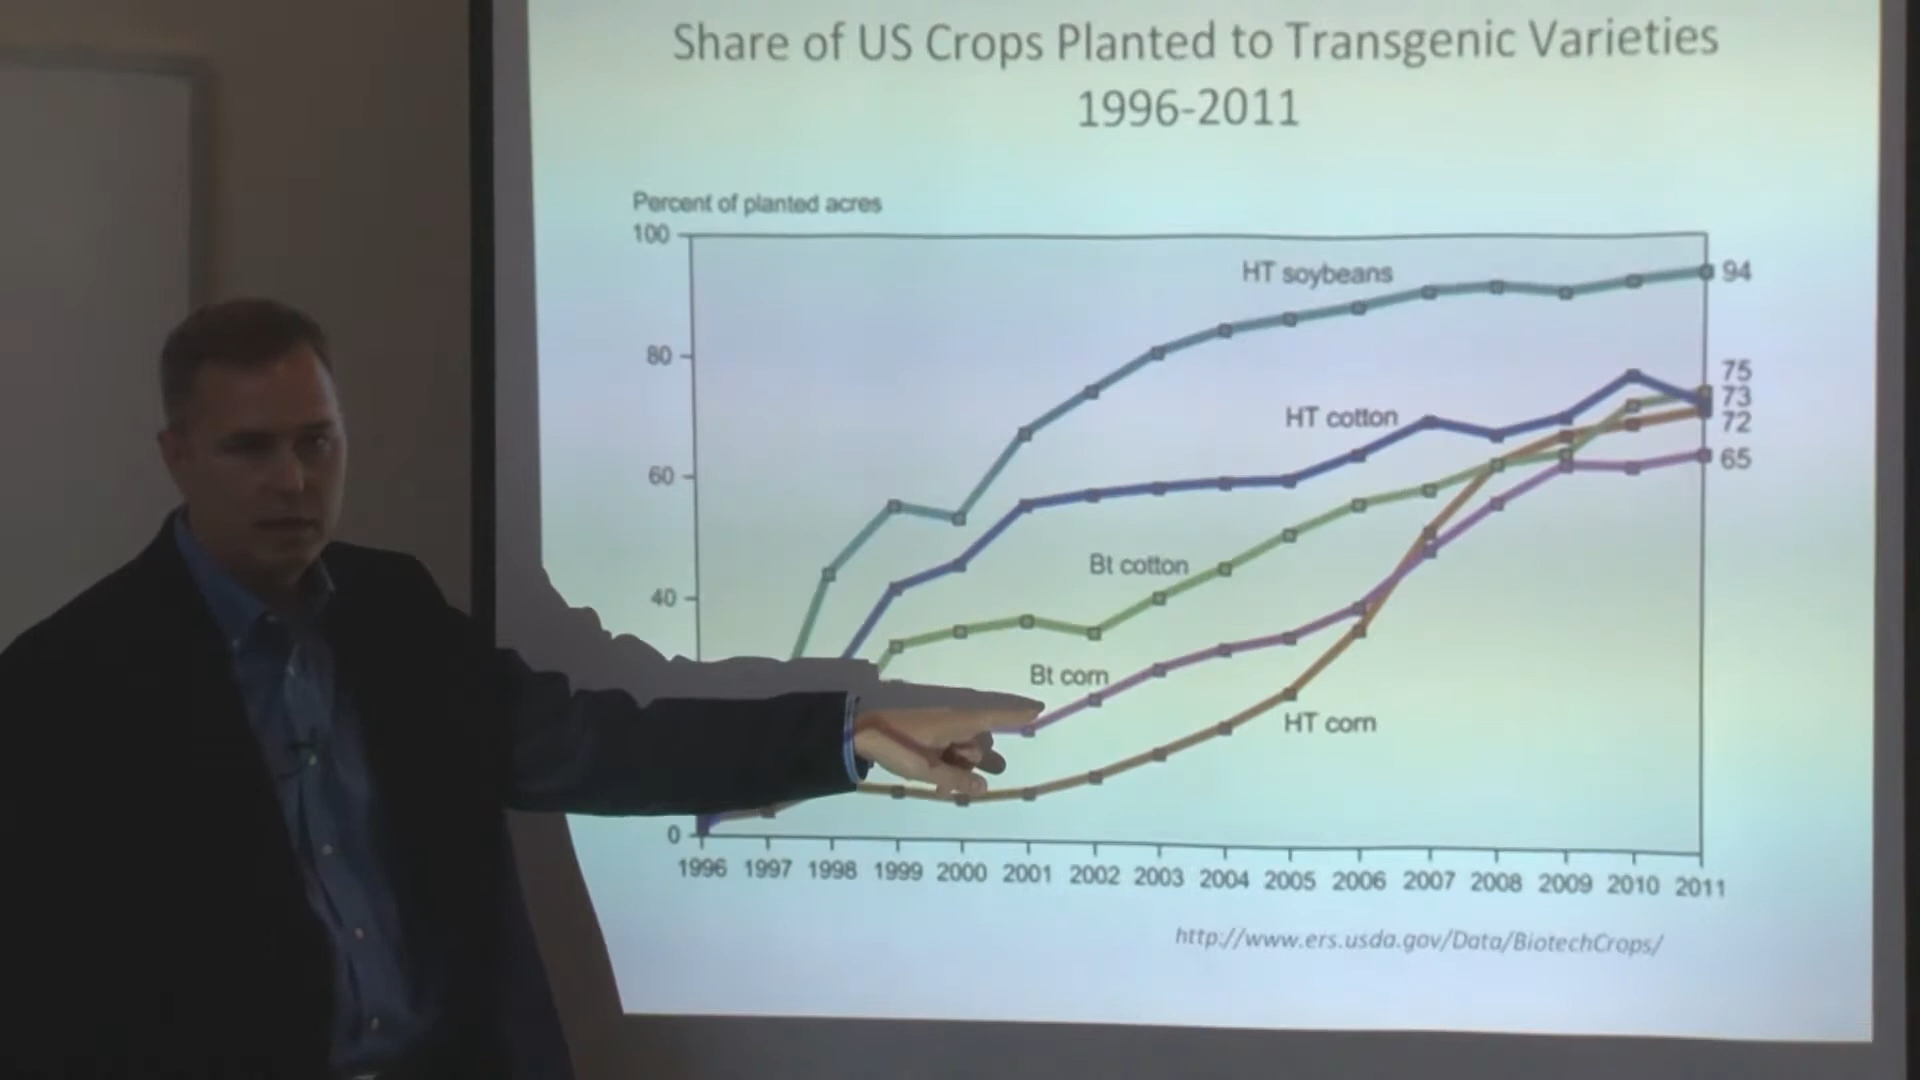 Share of US Crops Planted to Transgenic Varieties
1996-2011
Percent of planted acres
100
HT soybeans
94
80
75
73
HT cotton
72
65
60
Bt cotton
40
Bt corn
HT corn
0
1996 1997 1998 1999 2000 2001 2002 2003 2004 2005 2006 2007 2008 2009 2010 2011
http://www.ers.usda.gov/Data/BiotechCrops/